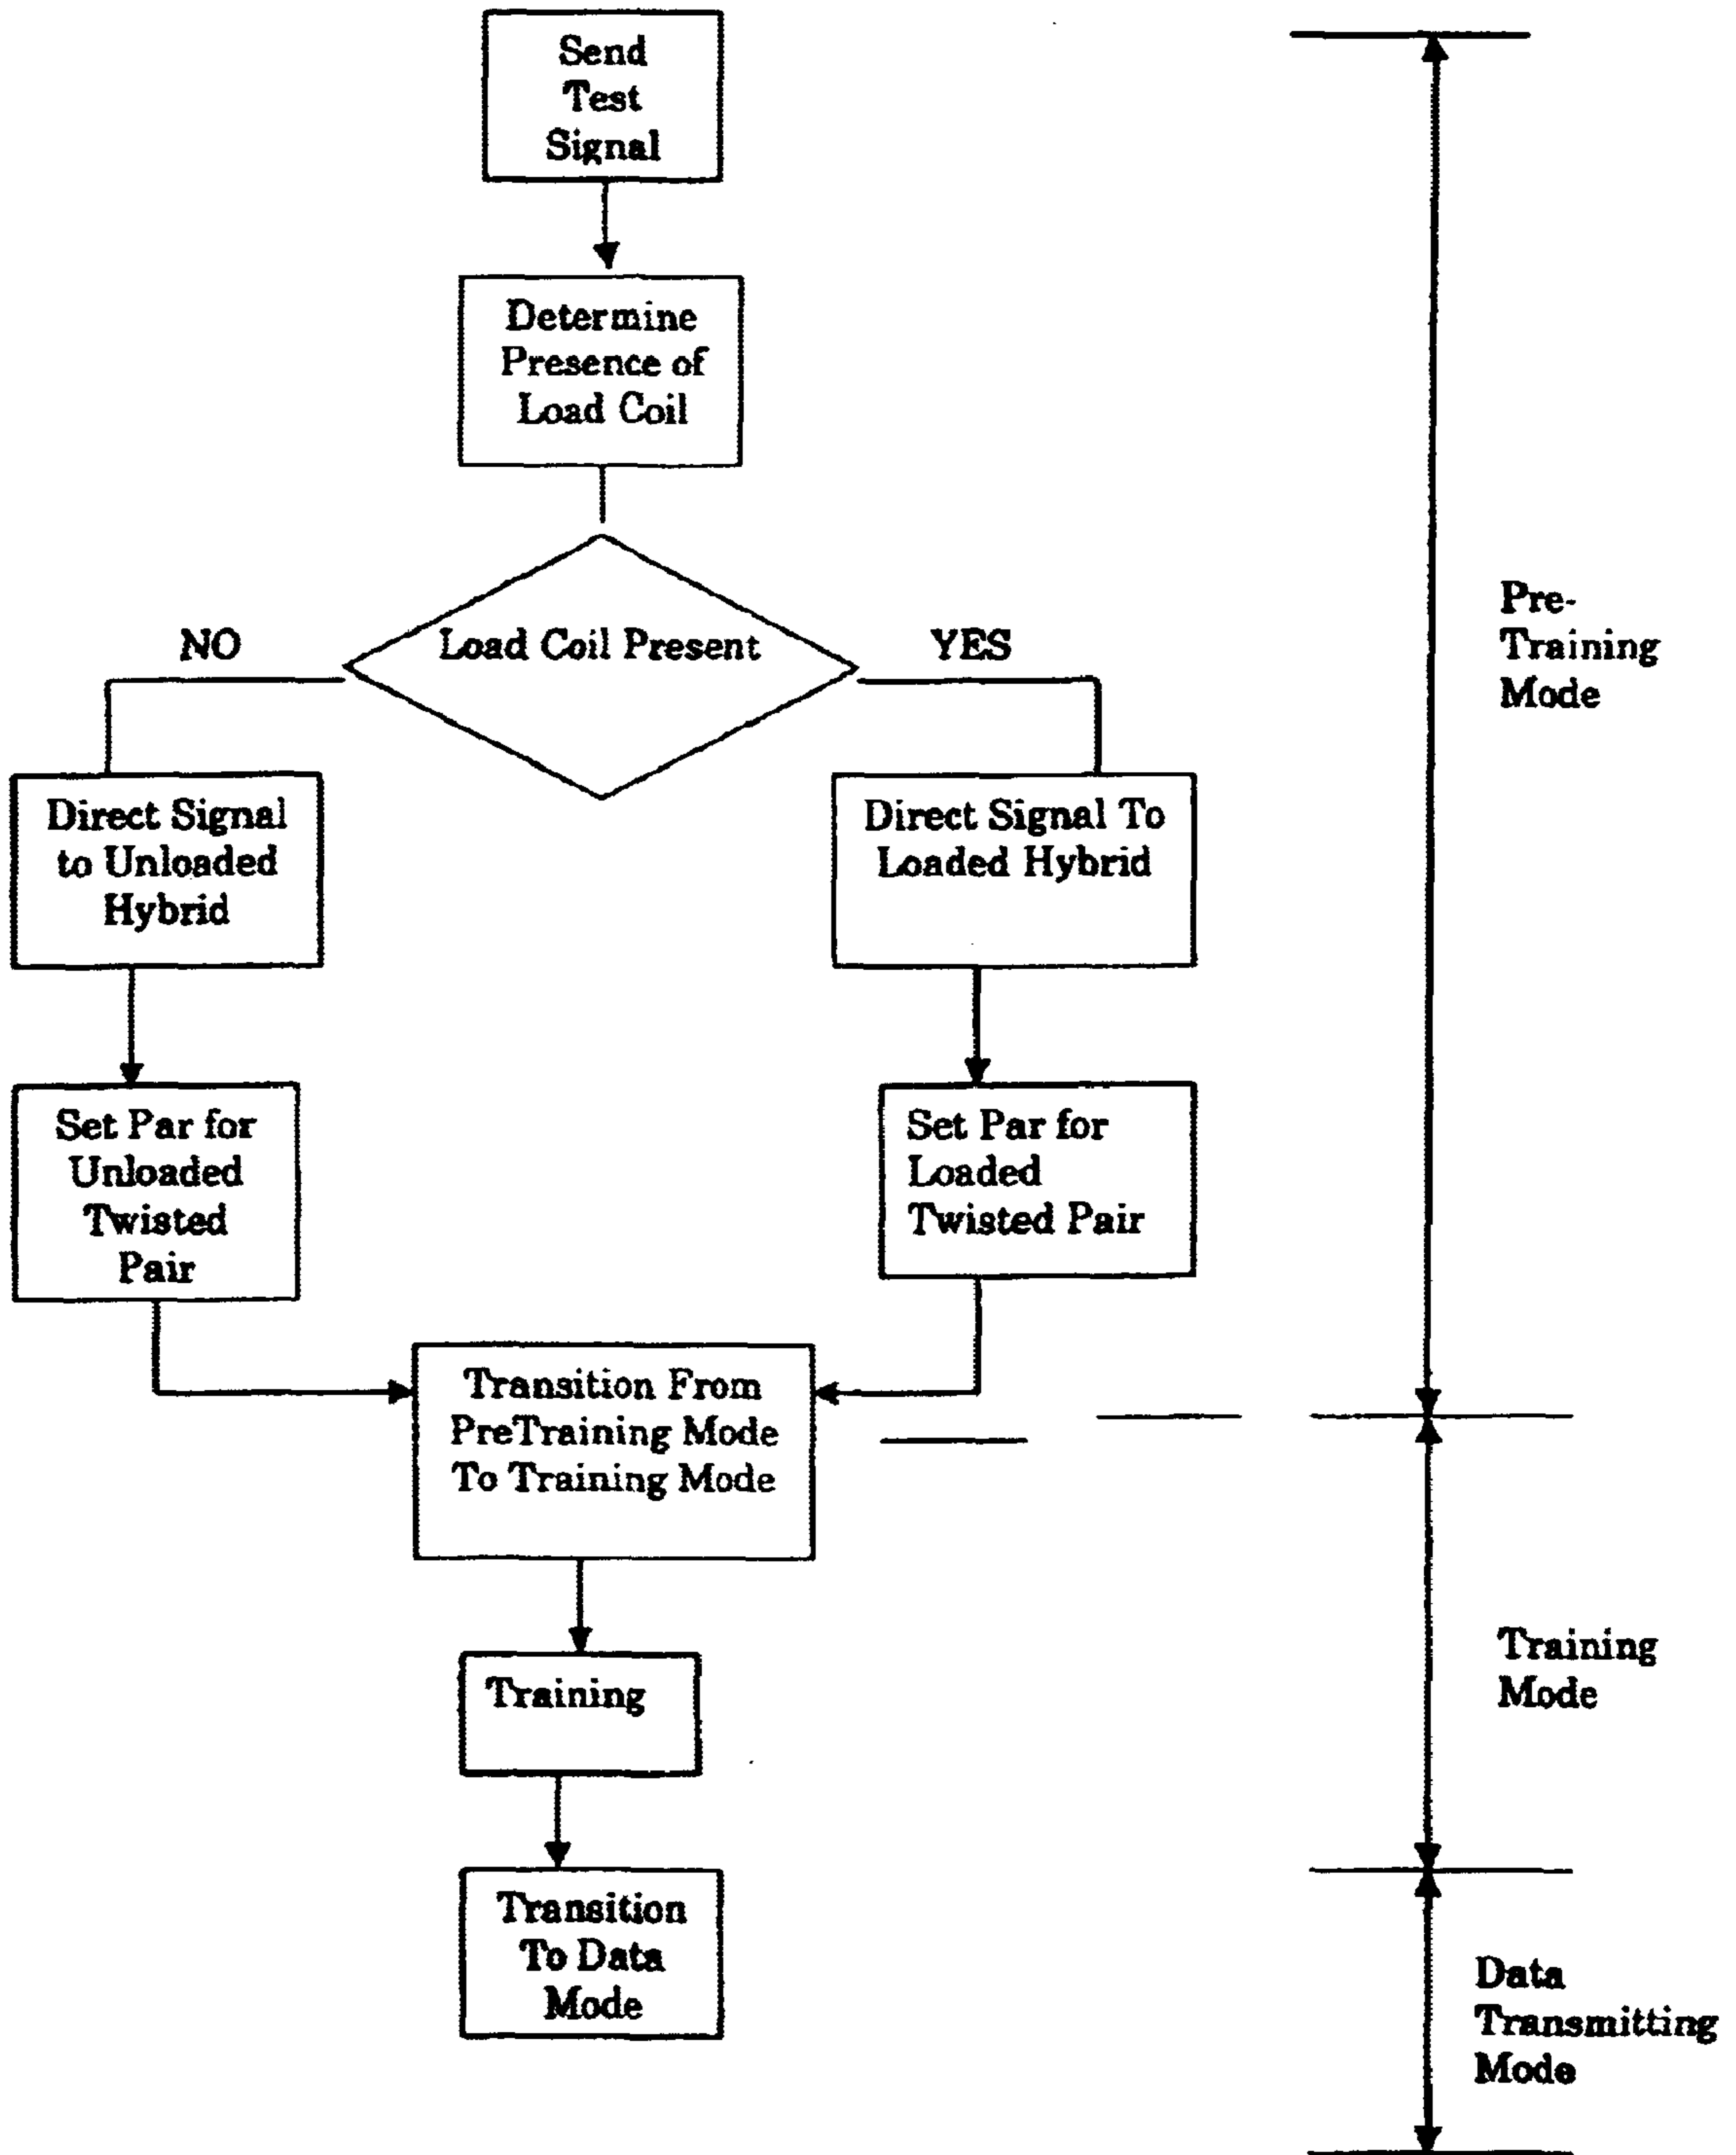 Send
Test
Signal
Determine
Presence of
Load Coil
NO
Load Coil Present
YES
Pre-
Training
Mode
Direct Signal
to Unloaded
Hybrid
Direct Signal To
Loaded Hybrid
Set Par for
Unloaded
Twisted
Pair
Set Par for
Loaded
Twisted Pair
Transition From
PreTraining Mode
To Training Mode
Training
Training
Mode
Transition
To Data
Mode
Data
Transmitting
Mode